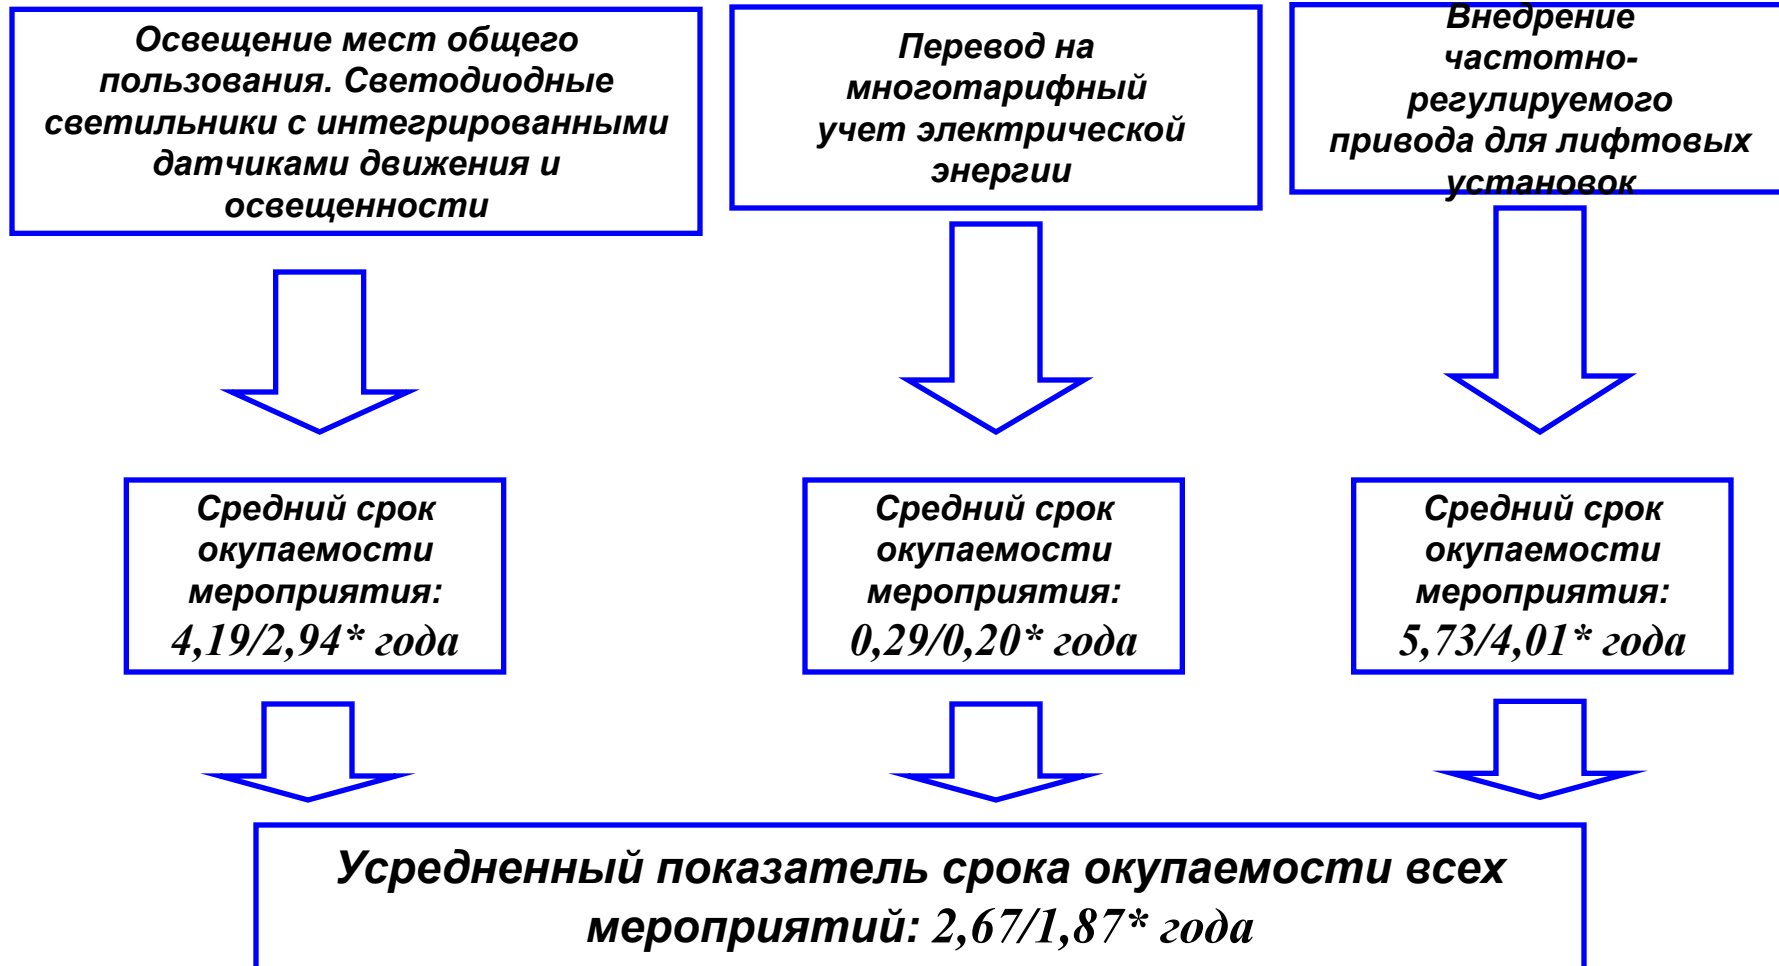 Освещение мест общего
пользования. Светодиодные
светильники с интегрированными
датчиками движения и
освещенности
Перевод на
многотарифный
учет электрической
энергии
Внедрение
частотно-
регулируемого
привода для лифтовых
установок
Средний срок
окупаемости
мероприятия:
4,19/2,94* года
Средний срок
окупаемости
мероприятия:
0,29/0,20* года
Средний срок
окупаемости
мероприятия:
5,73/4,01* года
Усредненный показатель срока окупаемости всех
мероприятий: 2,67/1,87* года